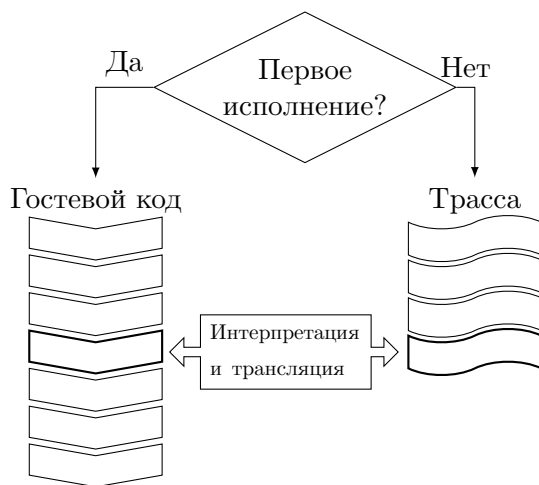 Да
Первое
исполнение?
Нет
Гостевой код
Трасса
Интерпретация
и трансляция